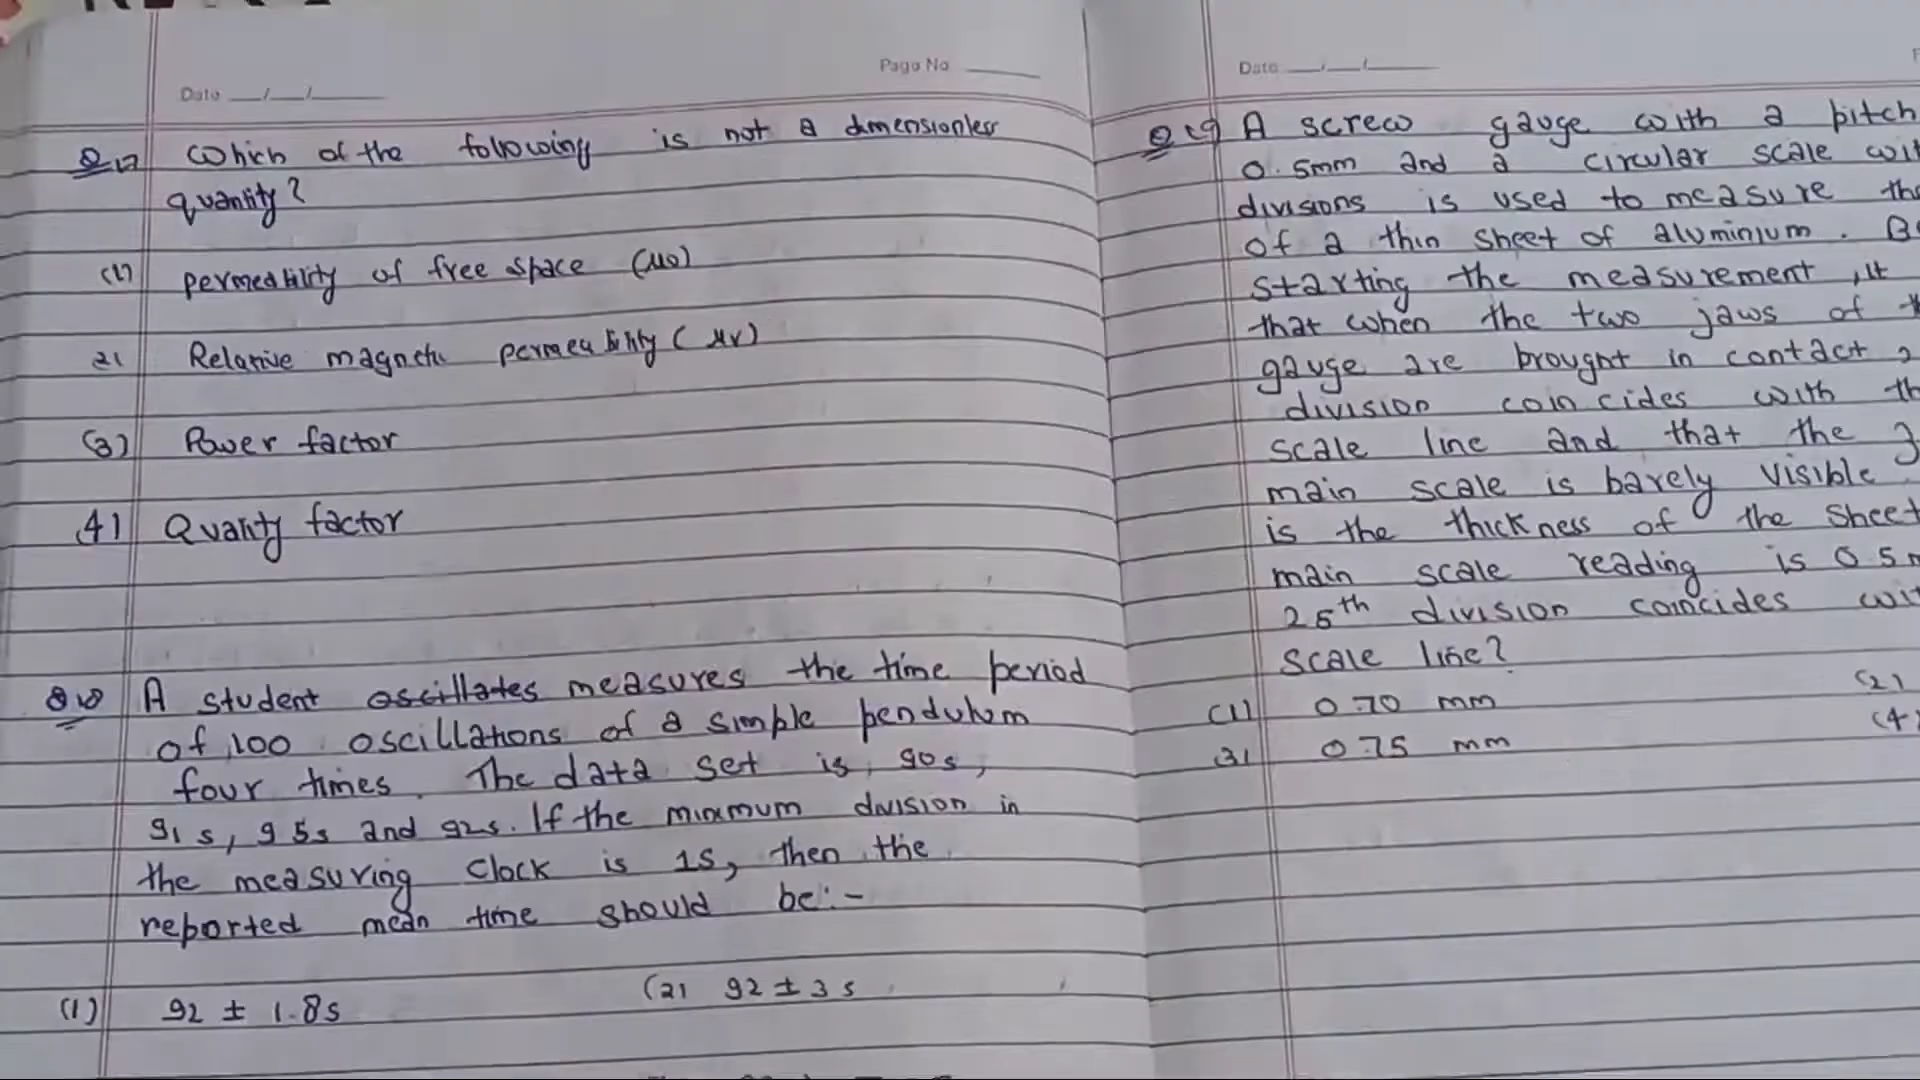 Page No
Date
Q17 Which of the following is not a dimensionless
quantity?
(1) permeability of free space (μ0)
2) Relative magnetic permeability (μr)
(3) Power factor
(4) Quality factor
Q18 A student oscillates measures the time period
of 100 oscillations of a simple pendulum
four times. The data set is 90s,
91s, 95s and 92s. If the minimum division in
the measuring clock is 1s, then the
reported mean time should be:-
(1) 92 ± 1.8s (2) 92 ± 3s
Date
Q19 A screw gauge with a pitch
0.5mm and a circular scale
divisions is used to measure
of a thin sheet of aluminium.
starting the measurement, it
that when the two jaws of
gauge are brought in contact,
division coincides with
scale line and that the
main scale is barely visible
is the thickness of the sheet
main scale reading is 0.5
25th division coincides
scale line?
(1) 0.70 mm (2)
3) 0.75 mm (4)